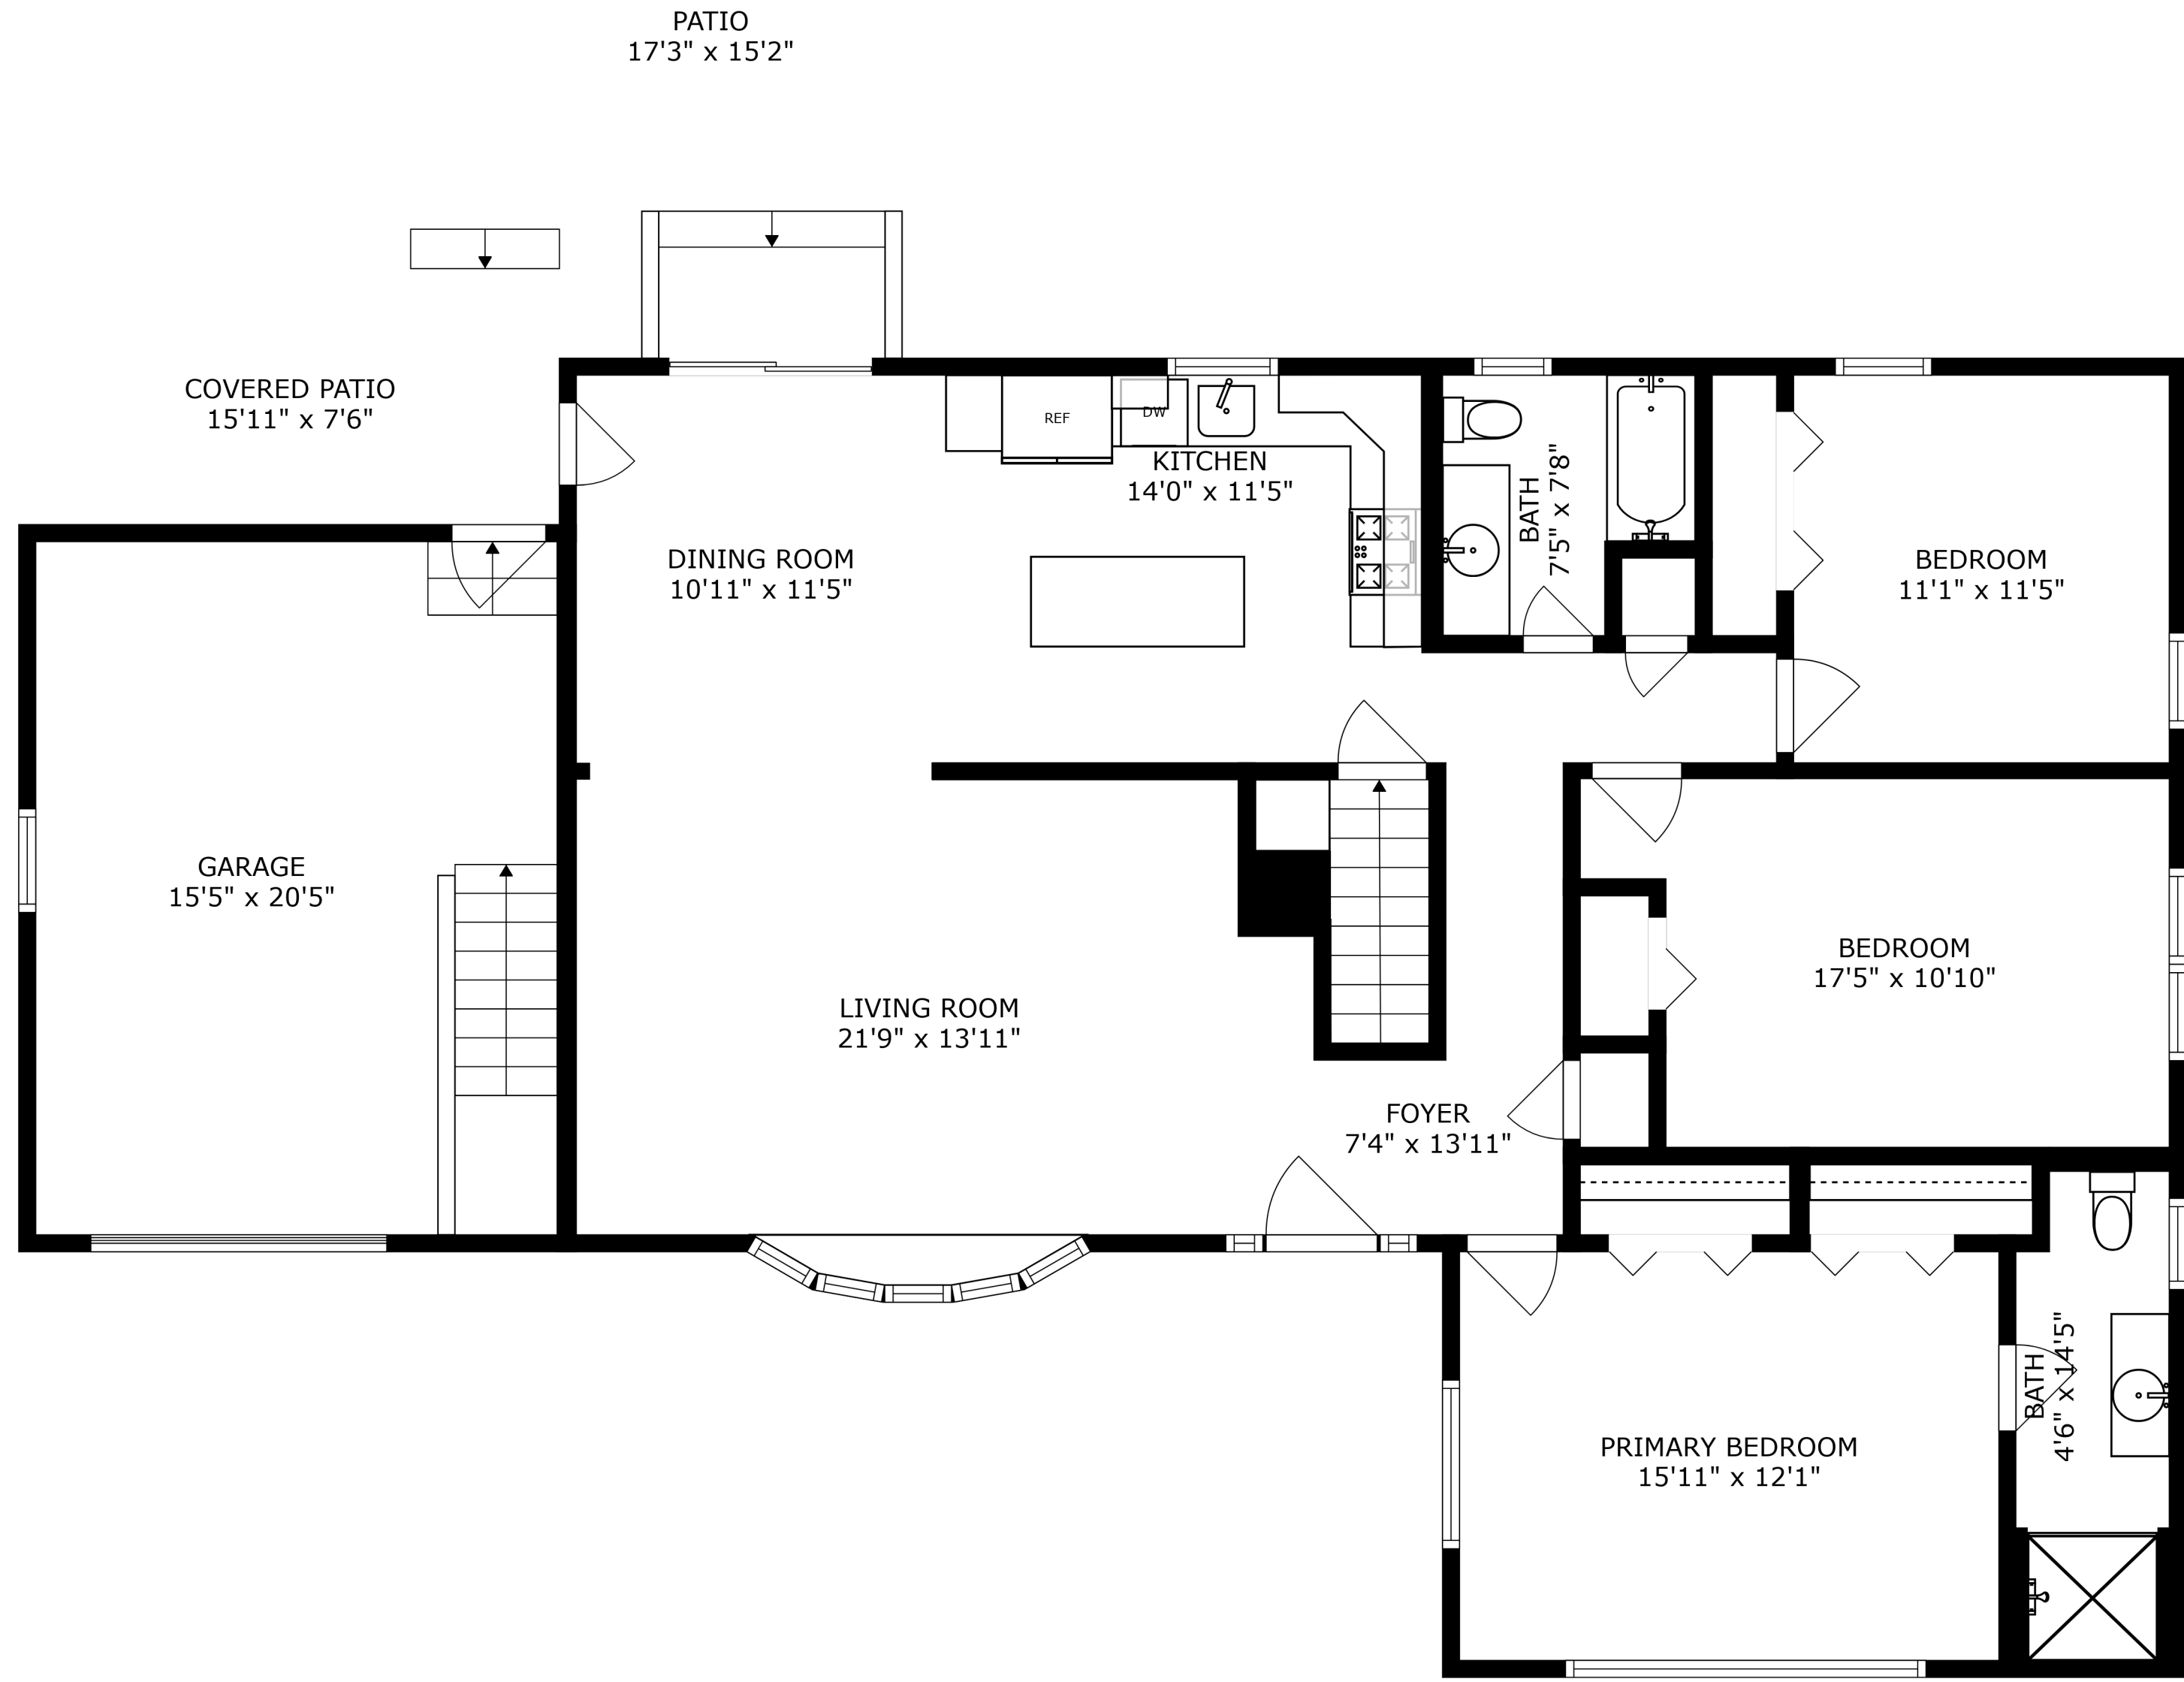 PATIO
17'3" x 15'2"
COVERED PATIO
15'11" x 7'6"
REF
DW
KITCHEN
14'0" x 11'5"
BATH
7'5" x 7'8"
DINING ROOM
10'11" x 11'5"
BEDROOM
11'1" x 11'5"
GARAGE
15'5" x 20'5"
LIVING ROOM
21'9" x 13'11"
BEDROOM
17'5" x 10'10"
FOYER
7'4" x 13'11"
PRIMARY BEDROOM
15'11" x 12'1"
BATH
4'6" x 14'5"